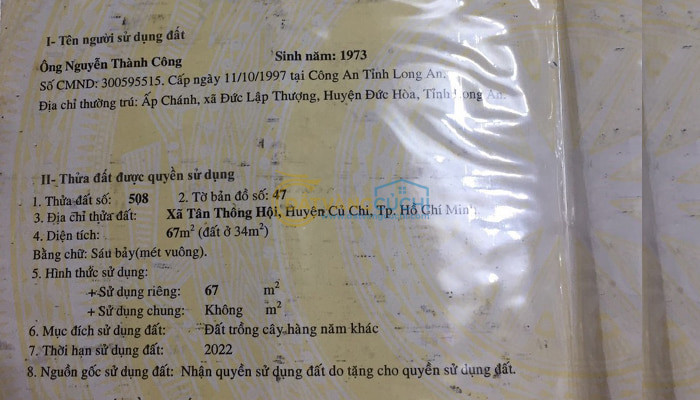 I- Tên người sử dụng đất
Ông Nguyễn Thành Công Sinh năm: 1973
Số CMND: 300595515. Cấp ngày 11/10/1997 tại Công An Tỉnh Long An.
Địa chỉ thường trú: Ấp Chánh, xã Đức Lập Thượng, Huyện Đức Hòa, Tỉnh Long An.
II- Thửa đất được quyền sử dụng
1. Thửa đất số: 508 2. Tờ bản đồ số: 47
3. Địa chỉ thửa đất: Xã Tân Thông Hội, Huyện Củ Chi, Tp. Hồ Chí Minh.
4. Diện tích: 67m² (đất ở 34m²)
Bằng chữ: Sáu bảy(mét vuông).
5. Hình thức sử dụng:
+ Sử dụng riêng: 67 m²
+ Sử dụng chung: Không m²
6. Mục đích sử dụng đất: Đất trồng cây hàng năm khác
7. Thời hạn sử dụng đất: 2022
8. Nguồn gốc sử dụng đất: Nhận quyền sử dụng đất do tặng cho quyền sử dụng đất.